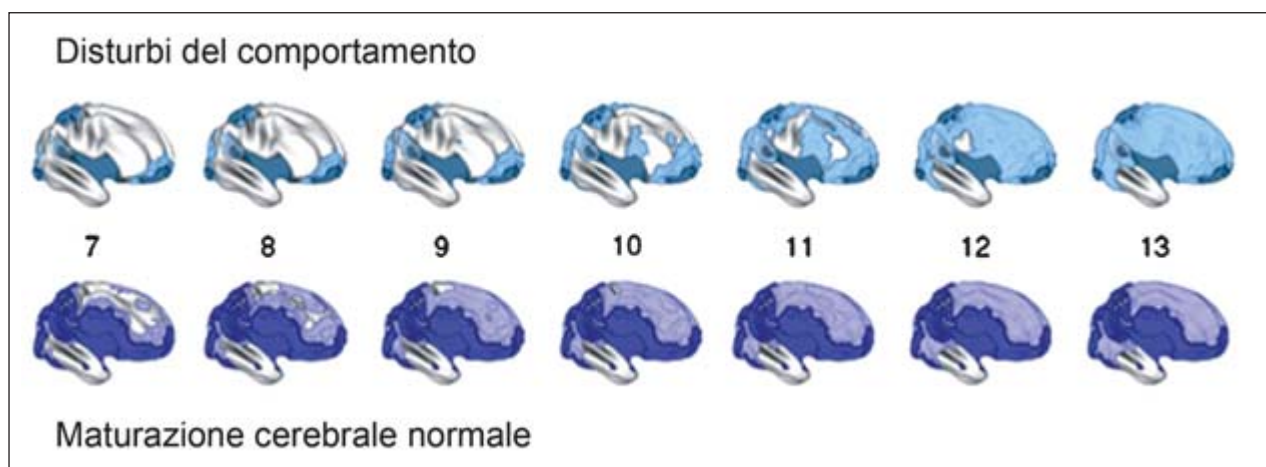 Disturbi del comportamento
7 8 9 10 11 12 13
Maturazione cerebrale normale